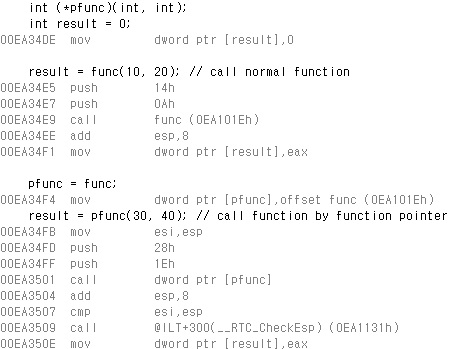 int (*pfunc)(int, int);
int result = 0;
00EA34DE mov dword ptr [result],0
result = func(10, 20); // call normal function
00EA34E5 push 14h
00EA34E7 push 0Ah
00EA34E9 call func (0EA101Eh)
00EA34EE add esp,8
00EA34F1 mov dword ptr [result],eax
pfunc = func;
00EA34F4 mov dword ptr [pfunc],offset func (0EA101Eh)
result = pfunc(30, 40); // call function by function pointer
00EA34FB mov esi,esp
00EA34FD push 28h
00EA34FF push 1Eh
00EA3501 call dword ptr [pfunc]
00EA3504 add esp,8
00EA3507 cmp esi,esp
00EA3509 call @ILT+300(__RTC_CheckEsp) (0EA1131h)
00EA350E mov dword ptr [result],eax